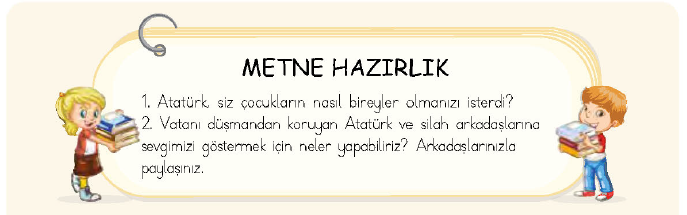 METNE HAZIRLIK
1. Atatürk, siz çocukların nasıl bireyler olmanızı isterdi?
2. Vatanı düşmandan koruyan Atatürk ve silah arkadaşlarına
sevgimizi göstermek için neler yapabiliriz? Arkadaşlarınızla
paylaşınız.